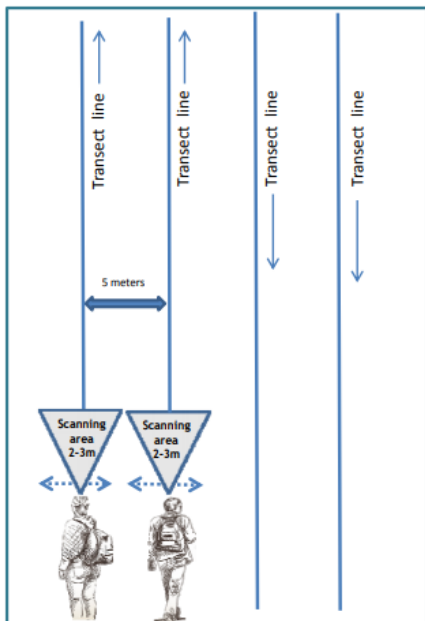 Transect line
Transect line
Transect line
Transect line
5 meters
Scanning
area
2-3m
Scanning
area
2-3m